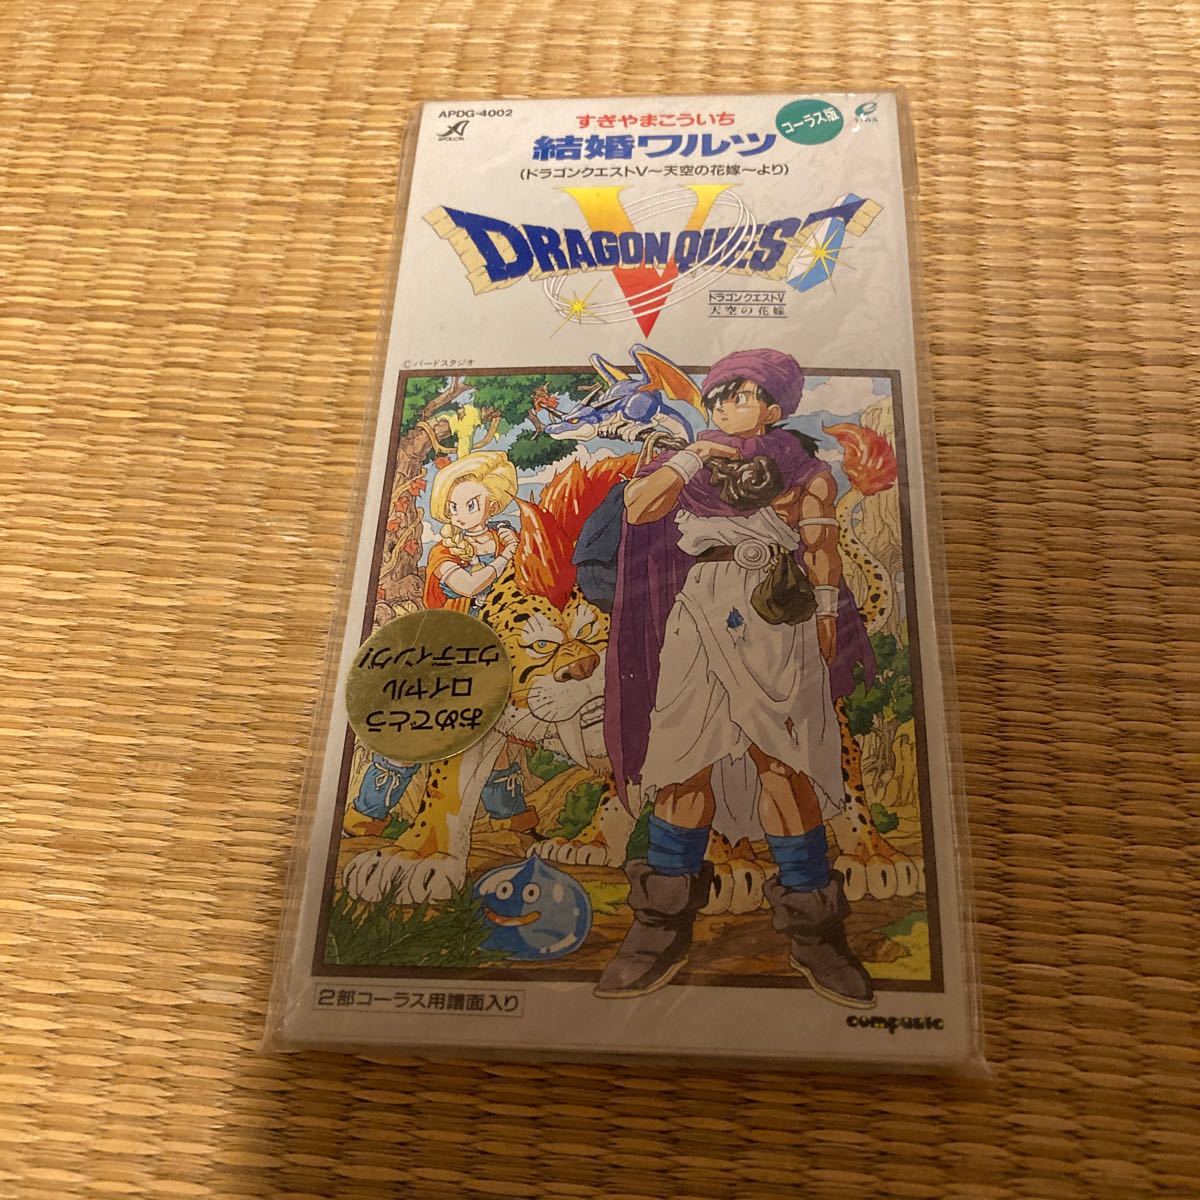 APDG-4002
APOLLON
すぎやまこういち
結婚ワルツ
コーラス版
enix
(ドラゴンクエストV〜天空の花嫁〜より)
V
DRAGON QUEST
ドラゴンクエストV
天空の花嫁
©バードスタジオ
おめでとう
ロイヤル
ウエディング!
2部コーラス用譜面入り
compusic